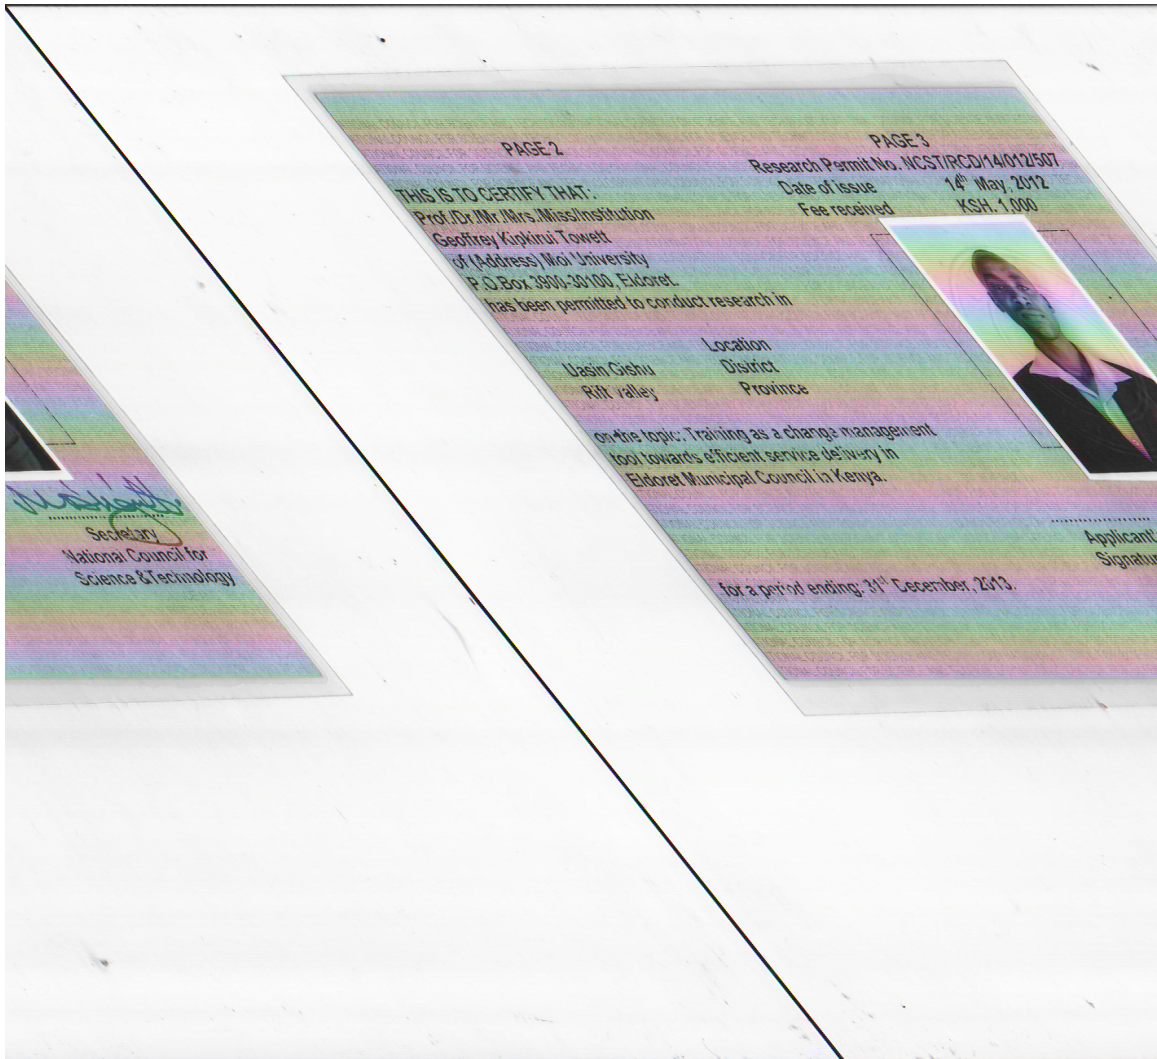 PAGE 2
THIS IS TO CERTIFY THAT:
Prof./Dr./Mr./Mrs./Miss/Institution
Geoffrey Kipkirui Towett
of (Address) Moi University
P.O.Box 3900-30100, Eldoret.
has been permitted to conduct research in
Location
Uasin Gishu District
Rift valley Province
on the topic: Training as a change management
tool towards efficient service delivery in
Eldoret Municipal Council in Kenya.
for a period ending: 31st December, 2013.
PAGE 3
Research Permit No. NCST/RCD/14/012/507
Date of issue 14th May, 2012
Fee received KSH. 1,000
Applicant'
Signatur
Secretary
National Council for
Science &Technology